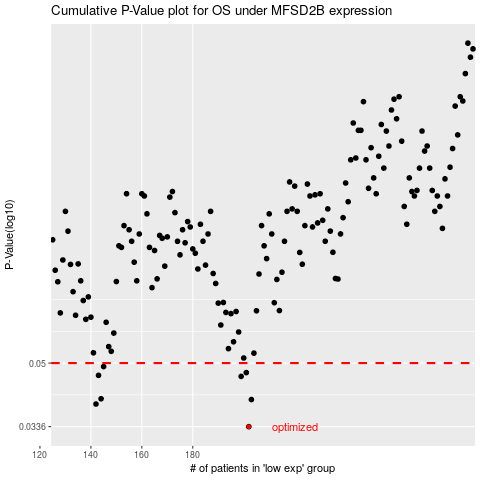 Cumulative P-Value plot for OS under MFSD2B expression
P-Value(log10)
0.05
0.0336
optimized
120 140 160 180
# of patients in 'low exp' group